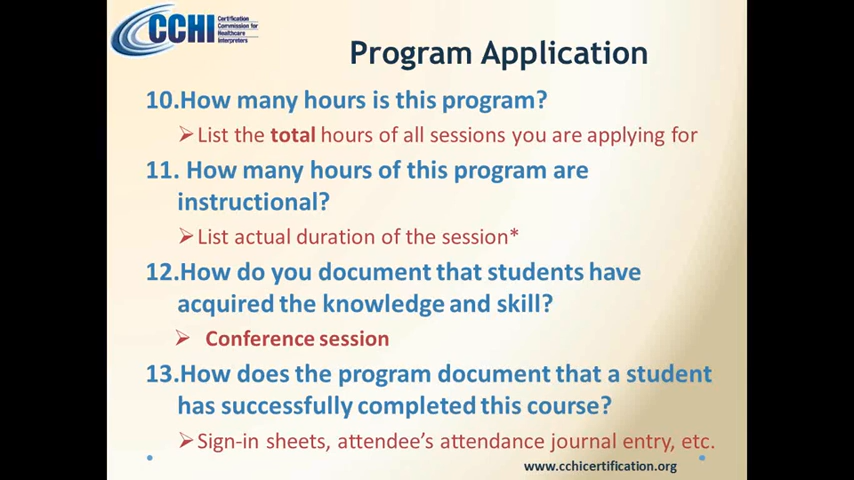 CCHI
Certification
Commission for
Healthcare
Interpreters
Program Application
10.How many hours is this program?
➢List the total hours of all sessions you are applying for
11. How many hours of this program are
instructional?
➢List actual duration of the session*
12.How do you document that students have
acquired the knowledge and skill?
➢ Conference session
13.How does the program document that a student
has successfully completed this course?
➢Sign-in sheets, attendee's attendance journal entry, etc.
www.cchicertification.org